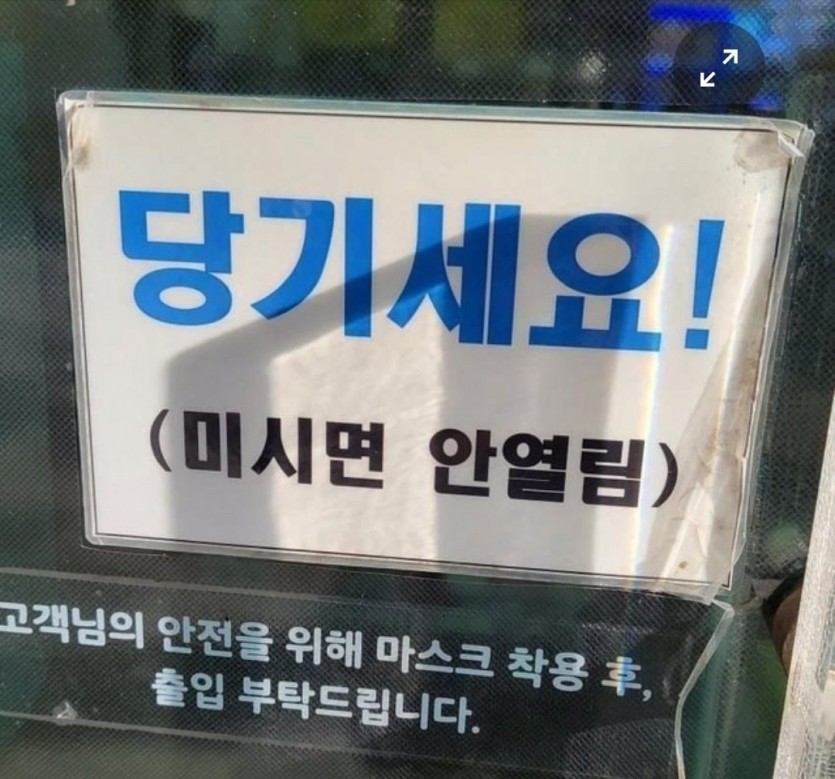 당기세요!
(미시면 안열림)
고객님의 안전을 위해 마스크 착용 후,
출입 부탁드립니다.